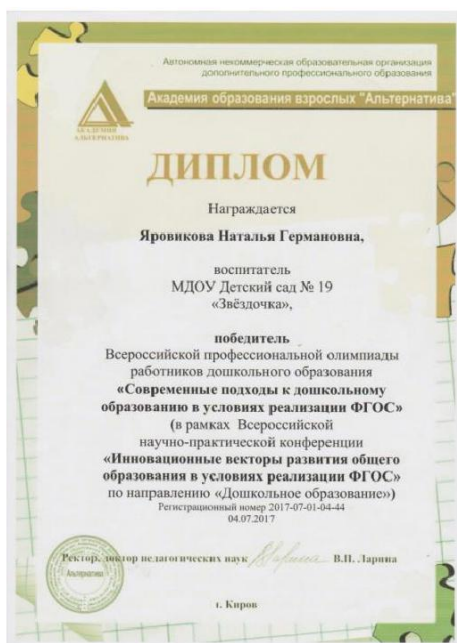 Автономная некоммерческая образовательная организация
дополнительного профессионального образования
Академия образования взрослых "Альтернатива"
АКАДЕМИЯ
АЛЬТЕРНАТИВА
ДИПЛОМ
Награждается
Яровикова Наталья Германовна,
воспитатель
МДОУ Детский сад № 19
«Звёздочка»,
победитель
Всероссийской профессиональной олимпиады
работников дошкольного образования
«Современные подходы к дошкольному
образованию в условиях реализации ФГОС»
(в рамках Всероссийской
научно-практической конференции
«Инновационные векторы развития общего
образования в условиях реализации ФГОС»
по направлению «Дошкольное образование»)
Регистрационный номер 2017-07-01-04-44
04.07.2017
Ректор, доктор педагогических наук В.П. Ларина
Альтернатива
г. Киров